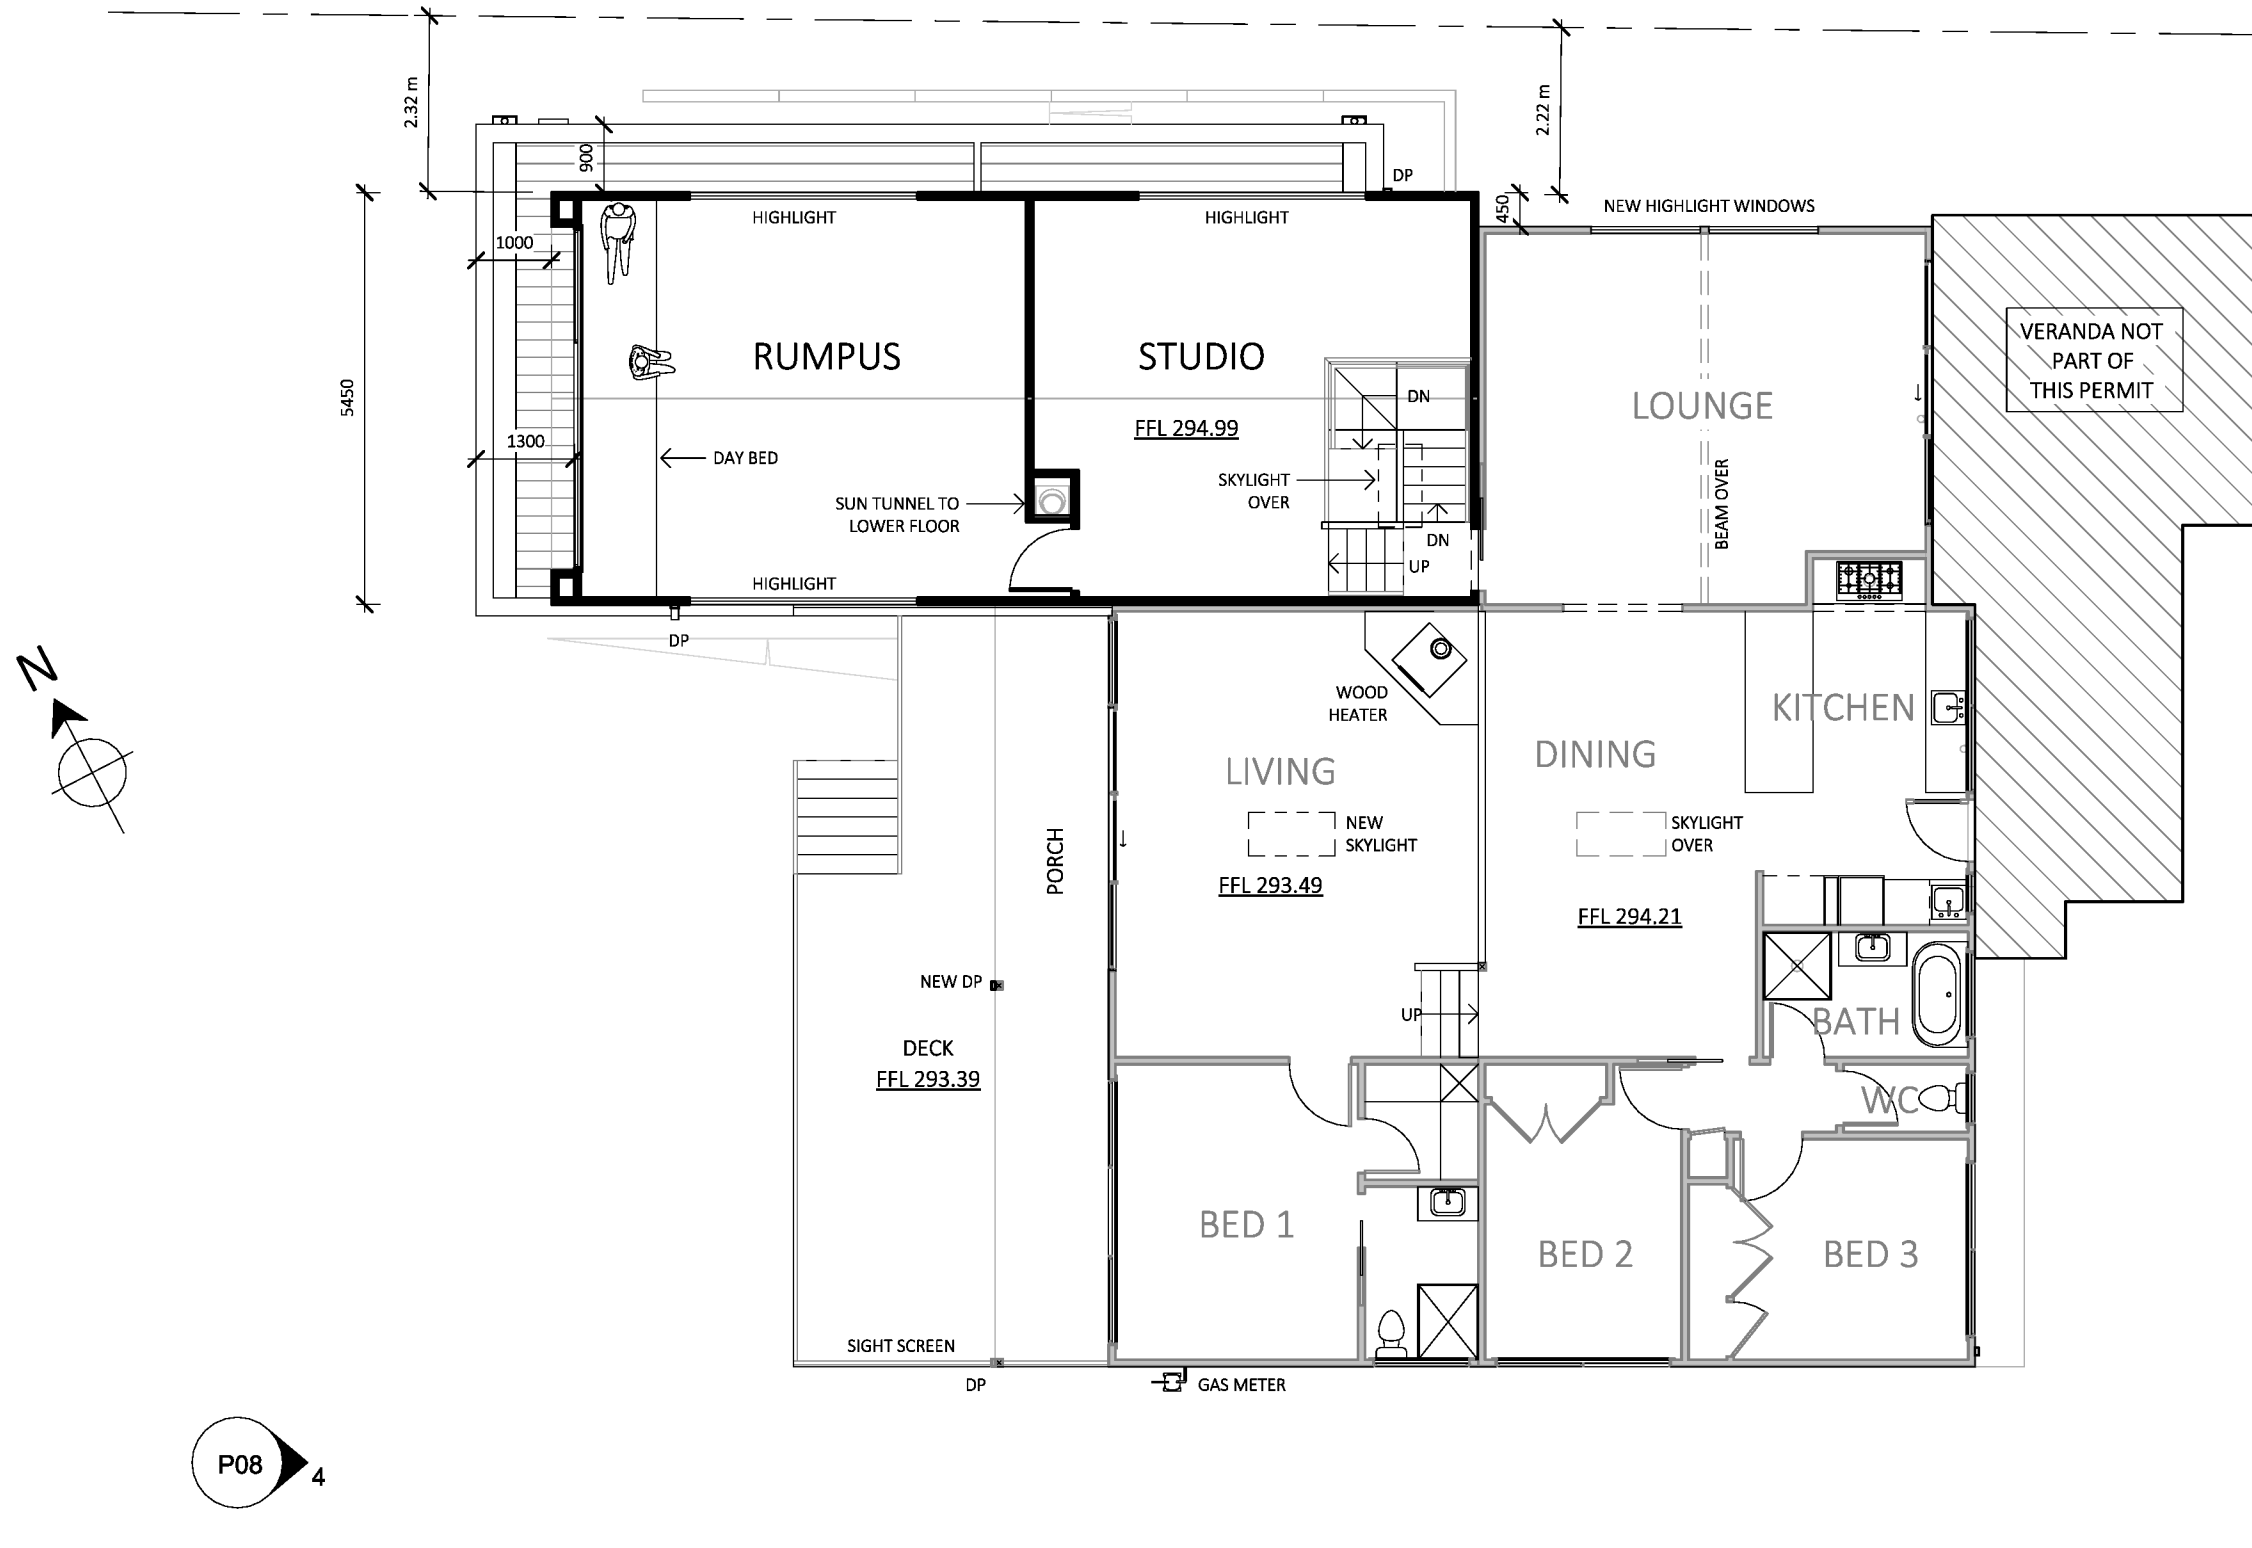 2.32 m
2.22 m
900
DP
450
NEW HIGHLIGHT WINDOWS
HIGHLIGHT
HIGHLIGHT
1000
RUMPUS
STUDIO
LOUNGE
VERANDA NOT
PART OF
THIS PERMIT
5450
DN
FFL 294.99
1300
DAY BED
SKYLIGHT
OVER
BEAM OVER
SUN TUNNEL TO
LOWER FLOOR
DN
UP
HIGHLIGHT
DP
N
WOOD
HEATER
KITCHEN
DINING
LIVING
NEW
SKYLIGHT
SKYLIGHT
OVER
PORCH
FFL 293.49
FFL 294.21
NEW DP
UP
BATH
DECK
FFL 293.39
WC
BED 1
BED 2
BED 3
SIGHT SCREEN
DP
GAS METER
P08
4